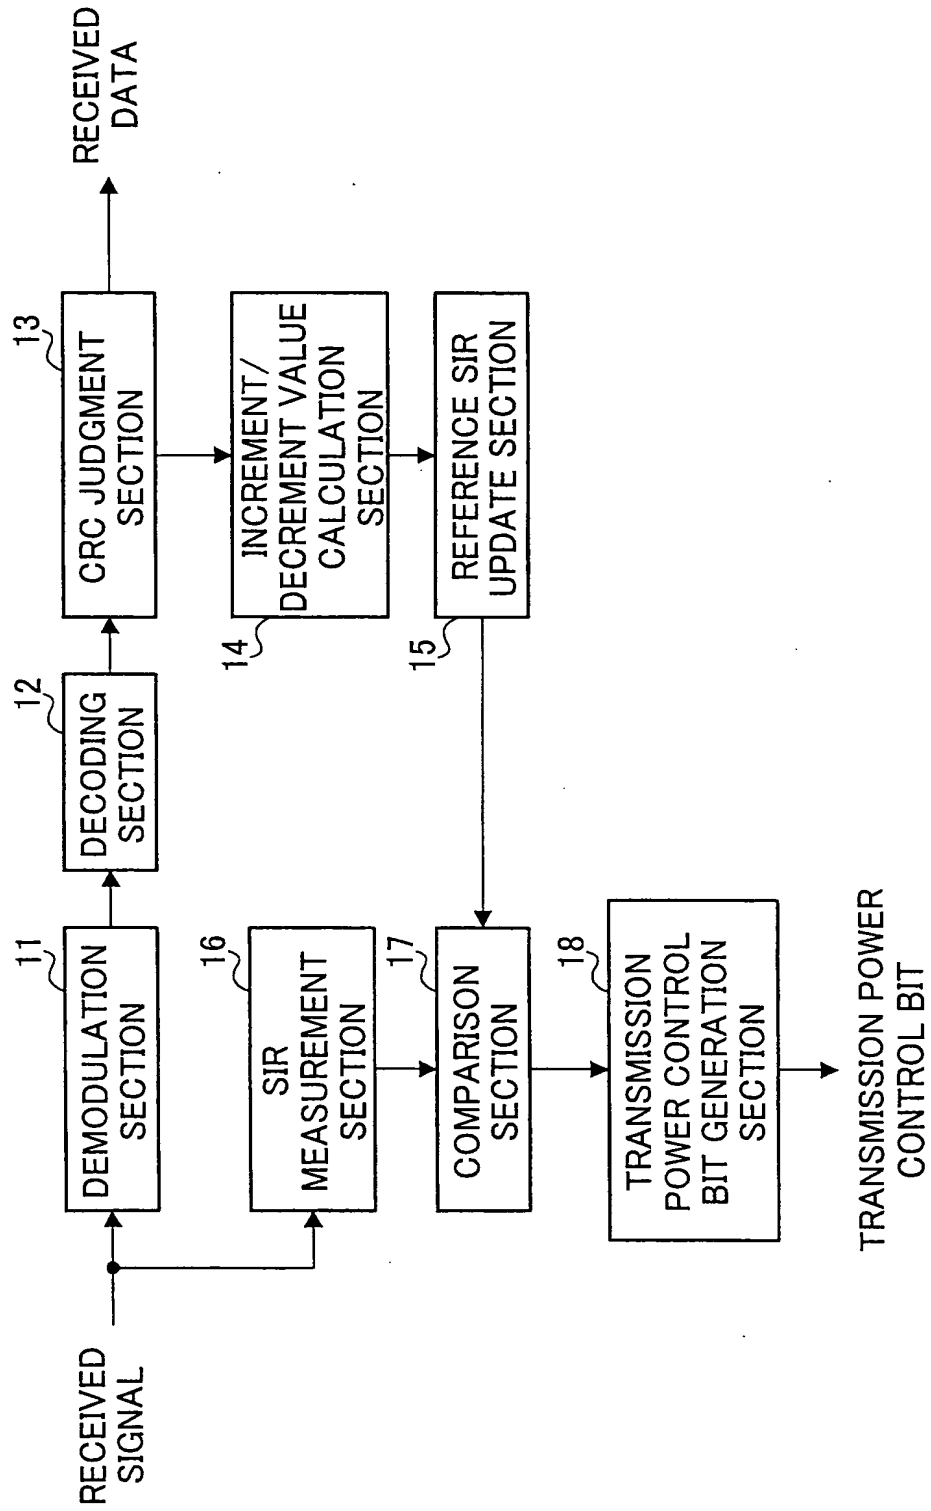 RECEIVED
SIGNAL
11
DEMODULATION
SECTION
12
DECODING
SECTION
13
CRC JUDGMENT
SECTION
RECEIVED
DATA
14
INCREMENT/
DECREMENT VALUE
CALCULATION
SECTION
15
REFERENCE SIR
UPDATE SECTION
16
SIR
MEASUREMENT
SECTION
17
COMPARISON
SECTION
18
TRANSMISSION
POWER CONTROL
BIT GENERATION
SECTION
TRANSMISSION POWER
CONTROL BIT